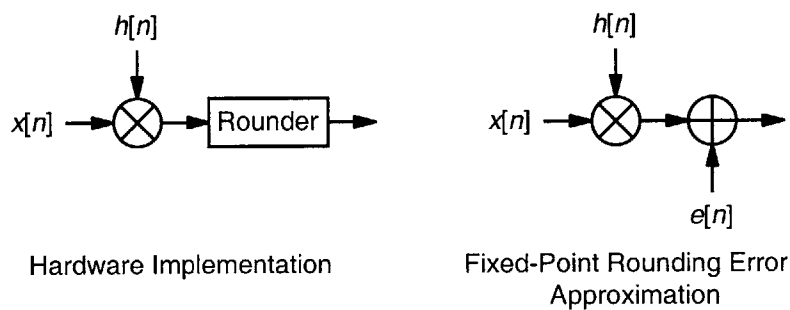 h[n]
x[n]
Rounder
Hardware Implementation
h[n]
x[n]
e[n]
Fixed-Point Rounding Error
Approximation